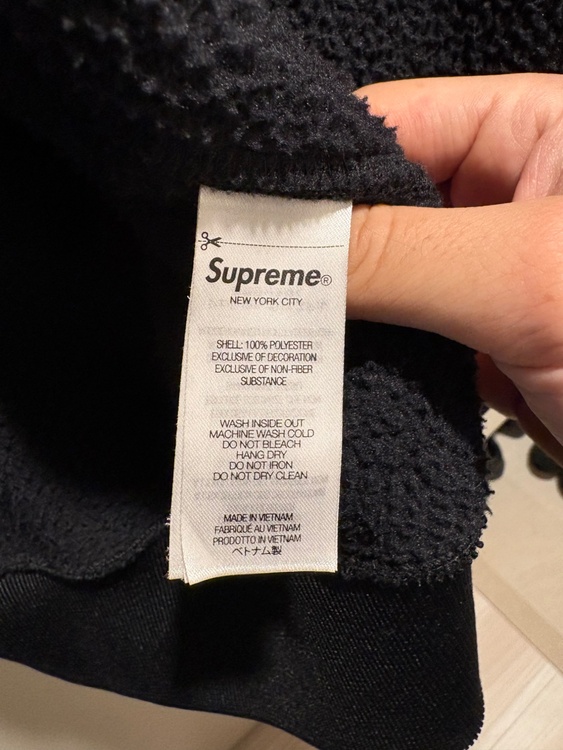 Supreme®
NEW YORK CITY
SHELL: 100% POLYESTER
EXCLUSIVE OF DECORATION
EXCLUSIVE OF NON-FIBER
SUBSTANCE
WASH INSIDE OUT
MACHINE WASH COLD
DO NOT BLEACH
HANG DRY
DO NOT IRON
DO NOT DRY CLEAN
MADE IN VIETNAM
FABRIQUÉ AU VIETNAM
PRODOTTO IN VIETNAM
ベトナム製